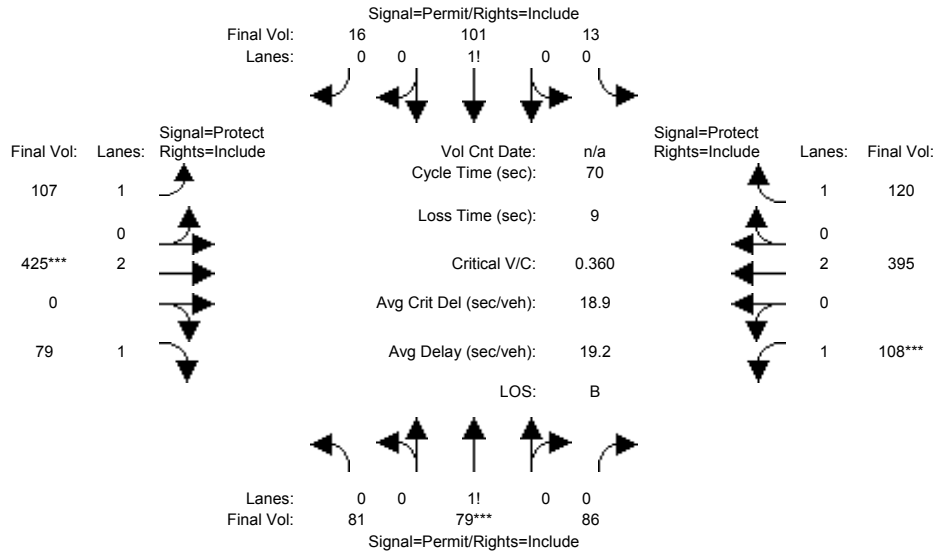 Signal=Permit/Rights=Include
Final Vol: 16 101 13
Lanes: 0 0 1! 0 0
Signal=Protect Signal=Protect
Final Vol: Lanes: Rights=Include Vol Cnt Date: n/a Rights=Include Lanes: Final Vol:
Cycle Time (sec): 70
107 1 1 120
Loss Time (sec): 9
0 0
425*** 2 Critical V/C: 0.360 2 395
0 Avg Crit Del (sec/veh): 18.9 0
79 1 Avg Delay (sec/veh): 19.2 1 108***
LOS: B
Lanes: 0 0 1! 0 0
Final Vol: 81 79*** 86
Signal=Permit/Rights=Include